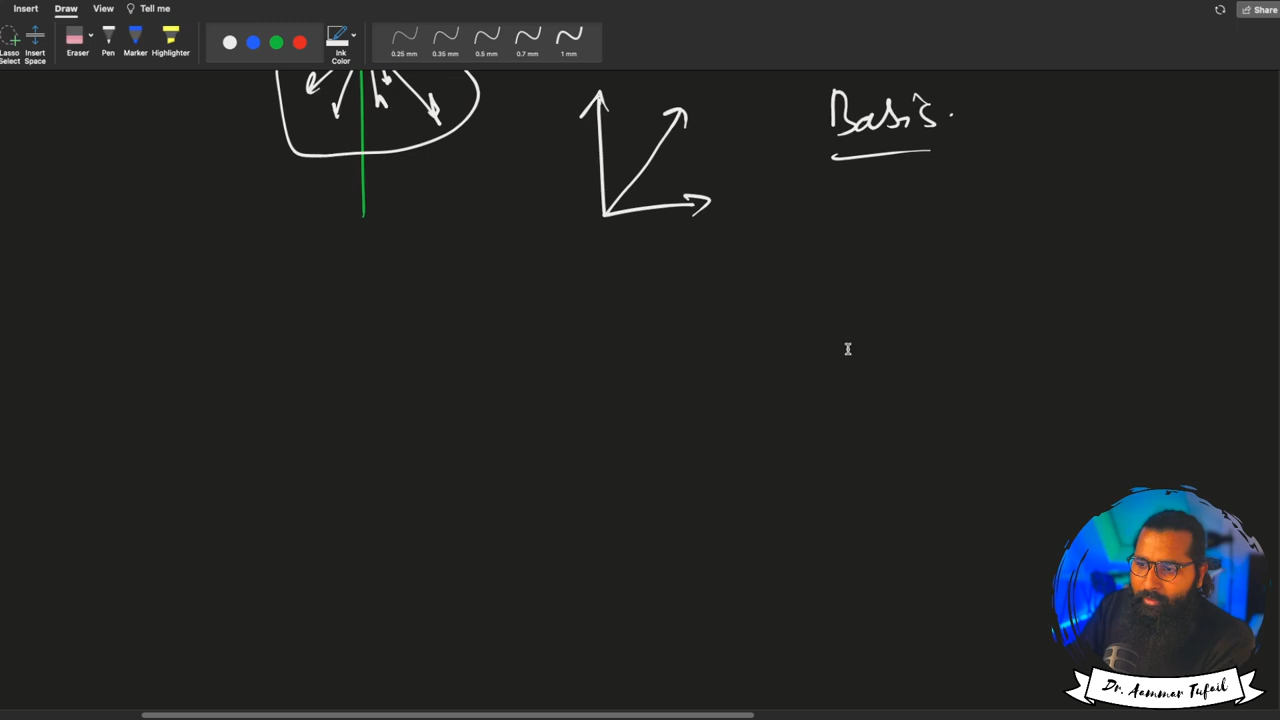 Insert Draw View Tell me
Share
Lasso Select
Insert Space
Eraser
Pen
Marker
Highlighter
Ink Color
0.25 mm
0.35 mm
0.5 mm
0.7 mm
1 mm
h
Basis.
Dr. Aammar Tufail